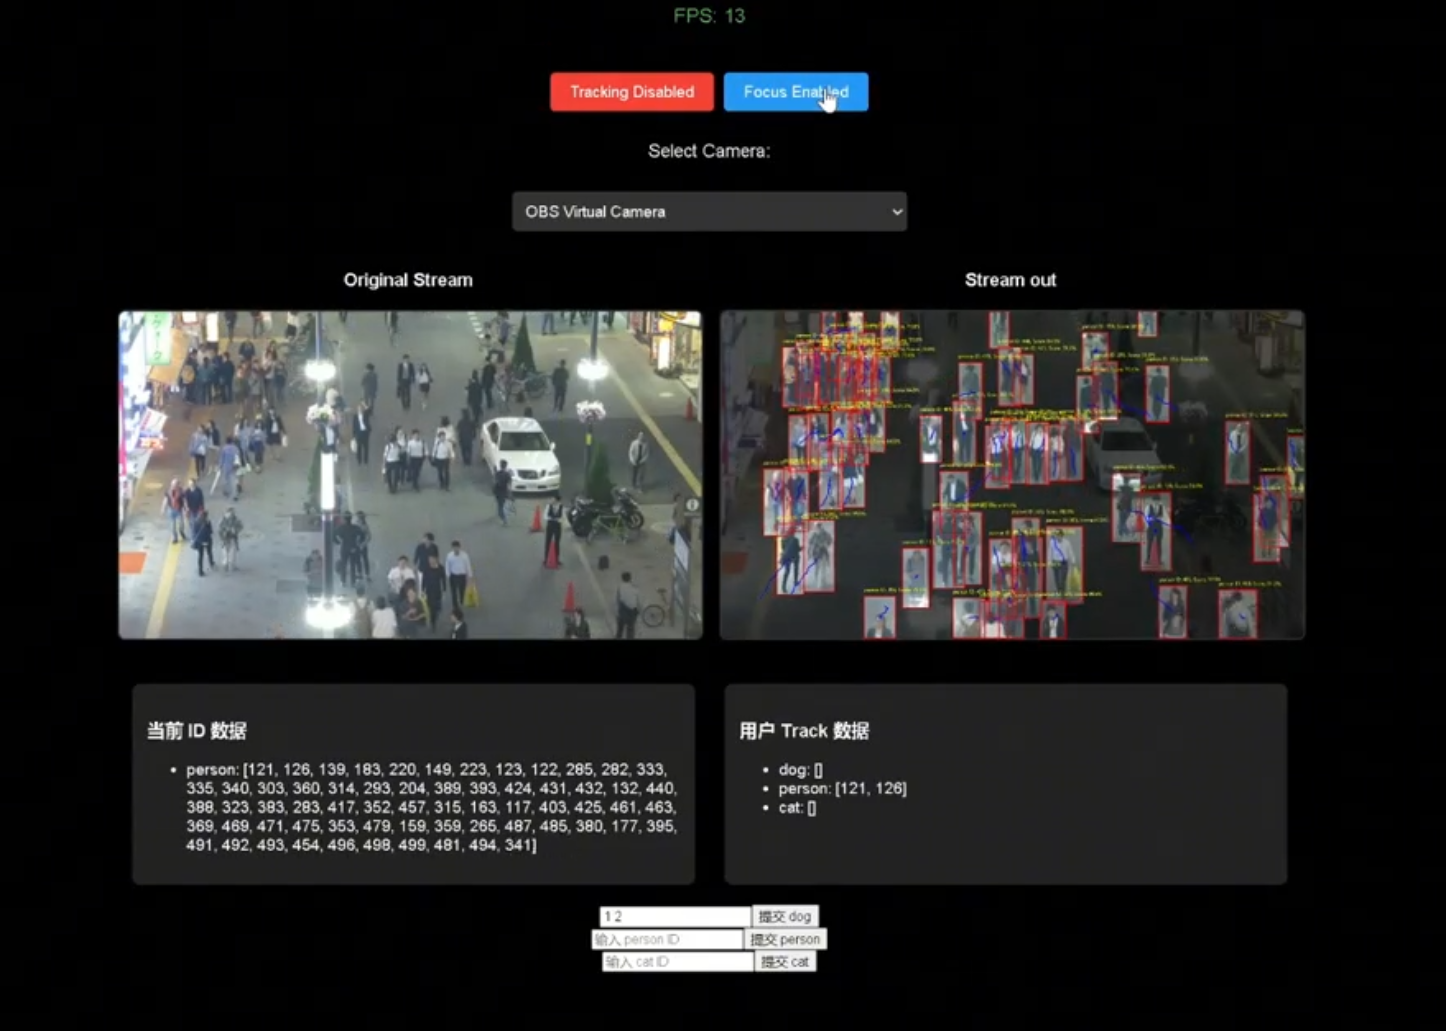 FPS: 13
Tracking Disabled
Focus Enabled
Select Camera:
OBS Virtual Camera
Original Stream
Stream out
当前 ID 数据
person: [121, 126, 139, 183, 220, 149, 223, 123, 122, 285, 282, 333,
335, 340, 303, 360, 314, 293, 204, 389, 393, 424, 431, 432, 132, 440,
388, 323, 383, 283, 417, 352, 457, 315, 163, 117, 403, 425, 461, 463,
369, 469, 471, 475, 353, 479, 159, 359, 265, 487, 485, 380, 177, 395,
491, 492, 493, 454, 496, 498, 499, 481, 494, 341]
用户 Track 数据
dog: []
person: [121, 126]
cat: []
1 2
提交 dog
输入 person ID
提交 person
输入 cat ID
提交 cat